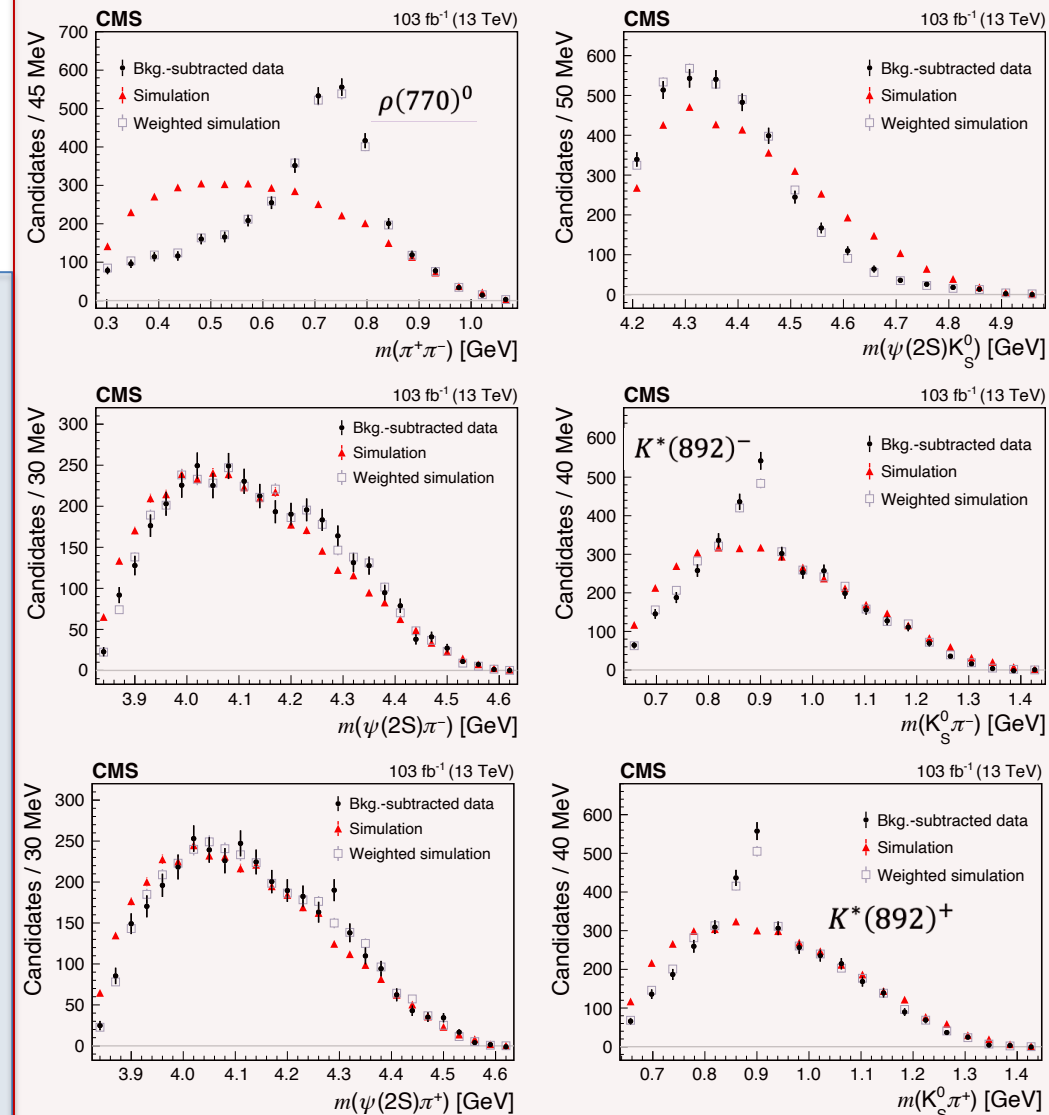 CMS 103 fb⁻¹ (13 TeV)
Candidates / 45 MeV
700
600
500
400
300
200
100
0
Bkg.-subtracted data
Simulation
Weighted simulation
ρ(770)⁰
0.3 0.4 0.5 0.6 0.7 0.8 0.9 1.0
m(π⁺π⁻) [GeV]
CMS 103 fb⁻¹ (13 TeV)
Candidates / 50 MeV
600
500
400
300
200
100
0
Bkg.-subtracted data
Simulation
Weighted simulation
4.2 4.3 4.4 4.5 4.6 4.7 4.8 4.9
m(ψ(2S)K⁰_S) [GeV]
CMS 103 fb⁻¹ (13 TeV)
Candidates / 30 MeV
300
250
200
150
100
50
0
Bkg.-subtracted data
Simulation
Weighted simulation
3.9 4.0 4.1 4.2 4.3 4.4 4.5 4.6
m(ψ(2S)π⁻) [GeV]
CMS 103 fb⁻¹ (13 TeV)
Candidates / 40 MeV
600
500
400
300
200
100
0
K*(892)⁻
Bkg.-subtracted data
Simulation
Weighted simulation
0.7 0.8 0.9 1.0 1.1 1.2 1.3 1.4
m(K⁰_Sπ⁻) [GeV]
CMS 103 fb⁻¹ (13 TeV)
Candidates / 30 MeV
300
250
200
150
100
50
0
Bkg.-subtracted data
Simulation
Weighted simulation
3.9 4.0 4.1 4.2 4.3 4.4 4.5 4.6
m(ψ(2S)π⁺) [GeV]
CMS 103 fb⁻¹ (13 TeV)
Candidates / 40 MeV
600
500
400
300
200
100
0
Bkg.-subtracted data
Simulation
Weighted simulation
K*(892)⁺
0.7 0.8 0.9 1.0 1.1 1.2 1.3 1.4
m(K⁰_Sπ⁺) [GeV]